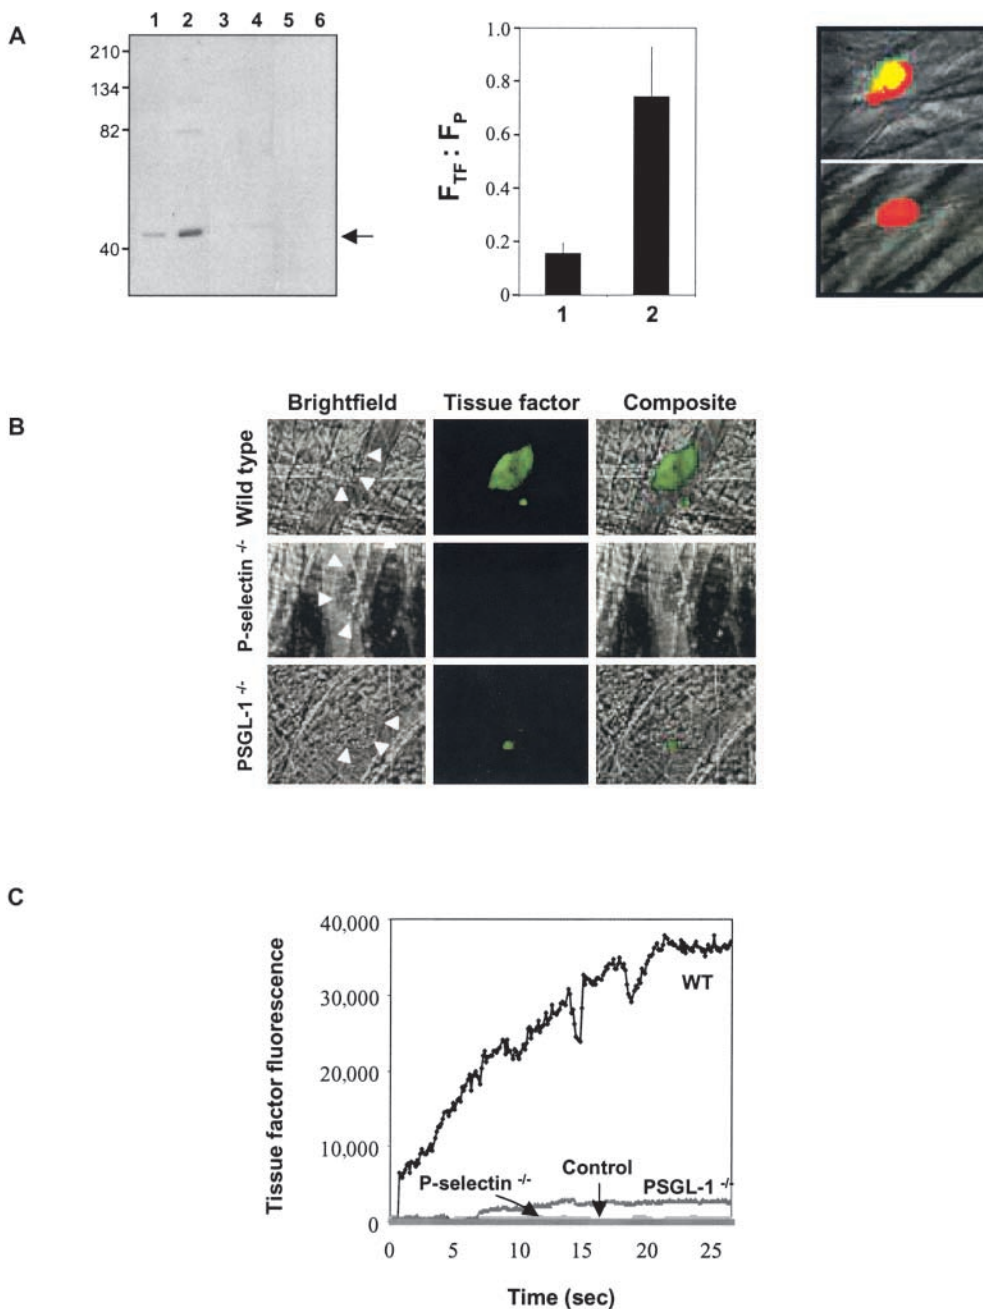 A
1 2 3 4 5 6
210
134
82
40
F_TF : F_P
1.0
0.8
0.6
0.4
0.2
0
1 2
B
Brightfield Tissue factor Composite
Wild type
P-selectin -/-
PSGL-1 -/-
C
Tissue factor fluorescence
40,000
30,000
20,000
10,000
0
WT
P-selectin -/-
Control
PSGL-1 -/-
0 5 10 15 20 25
Time (sec)